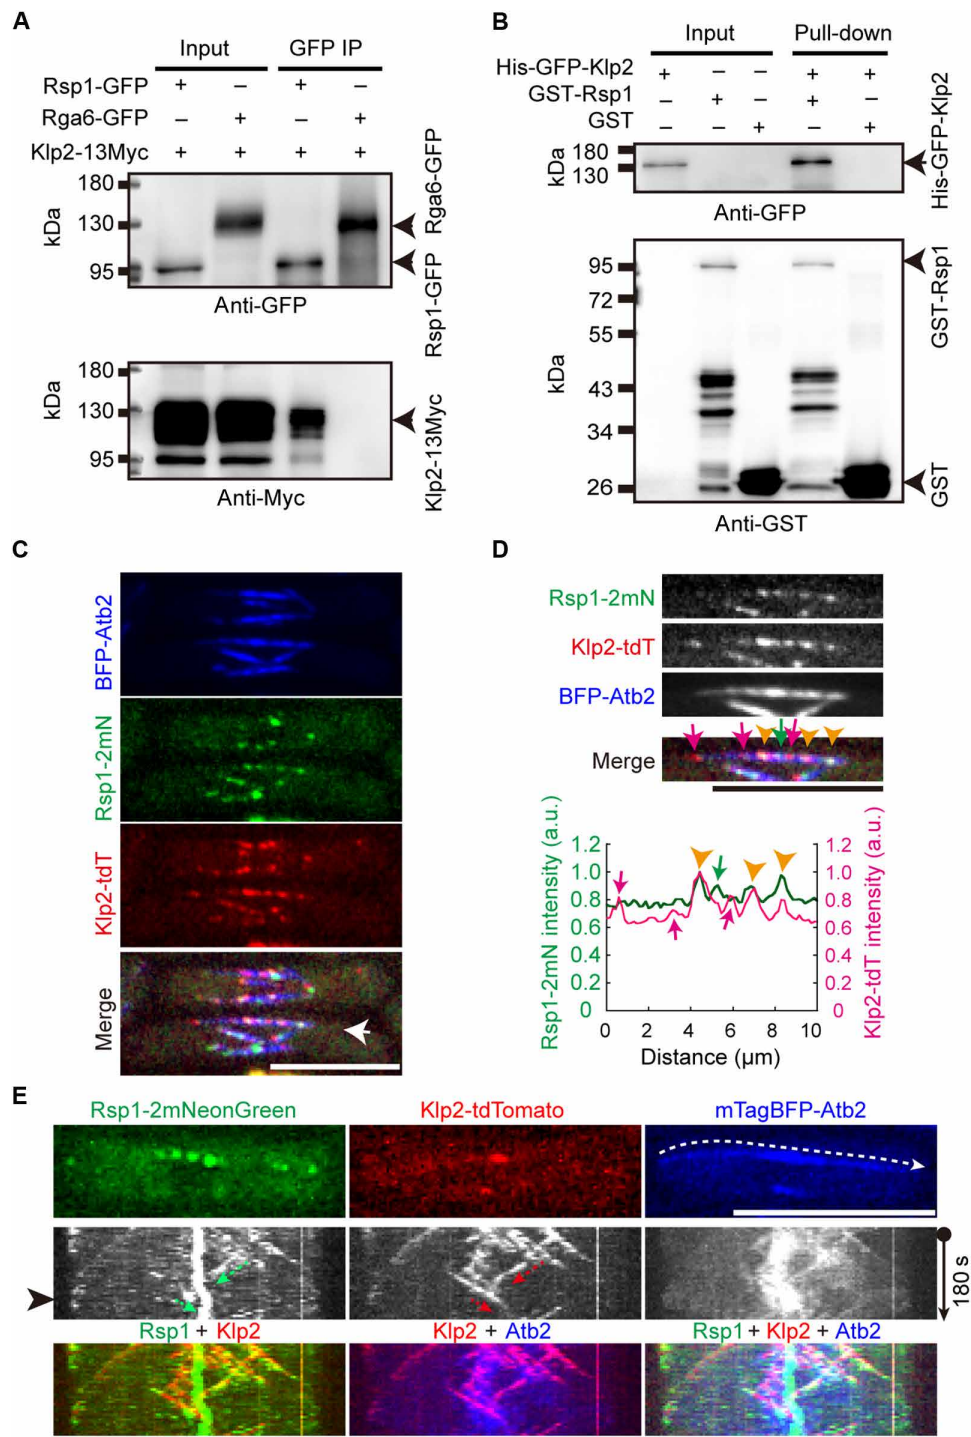 A
Input GFP IP
Rsp1-GFP + – + –
Rga6-GFP – + – +
Klp2-13Myc + + + +
kDa
180
130
95
Rga6-GFP
Rsp1-GFP
Anti-GFP
kDa
180
130
95
Klp2-13Myc
Anti-Myc
B
Input Pull-down
His-GFP-Klp2 + – – + +
GST-Rsp1 – + – + –
GST – – + – +
kDa
180
130
His-GFP-Klp2
Anti-GFP
kDa
95
72
55
43
34
26
GST-Rsp1
GST
Anti-GST
C
BFP-Atb2
Rsp1-2mN
Klp2-tdT
Merge
D
Rsp1-2mN
Klp2-tdT
BFP-Atb2
Merge
Rsp1-2mN intensity (a.u.)
1.2
1.0
0.8
0.6
0.4
0.2
0
Klp2-tdT intensity (a.u.)
1.2
1.0
0.8
0.6
0.4
0.2
0
0 2 4 6 8 10
Distance (μm)
E
Rsp1-2mNeonGreen Klp2-tdTomato mTagBFP-Atb2
180 s
Rsp1 + Klp2 Klp2 + Atb2 Rsp1 + Klp2 + Atb2